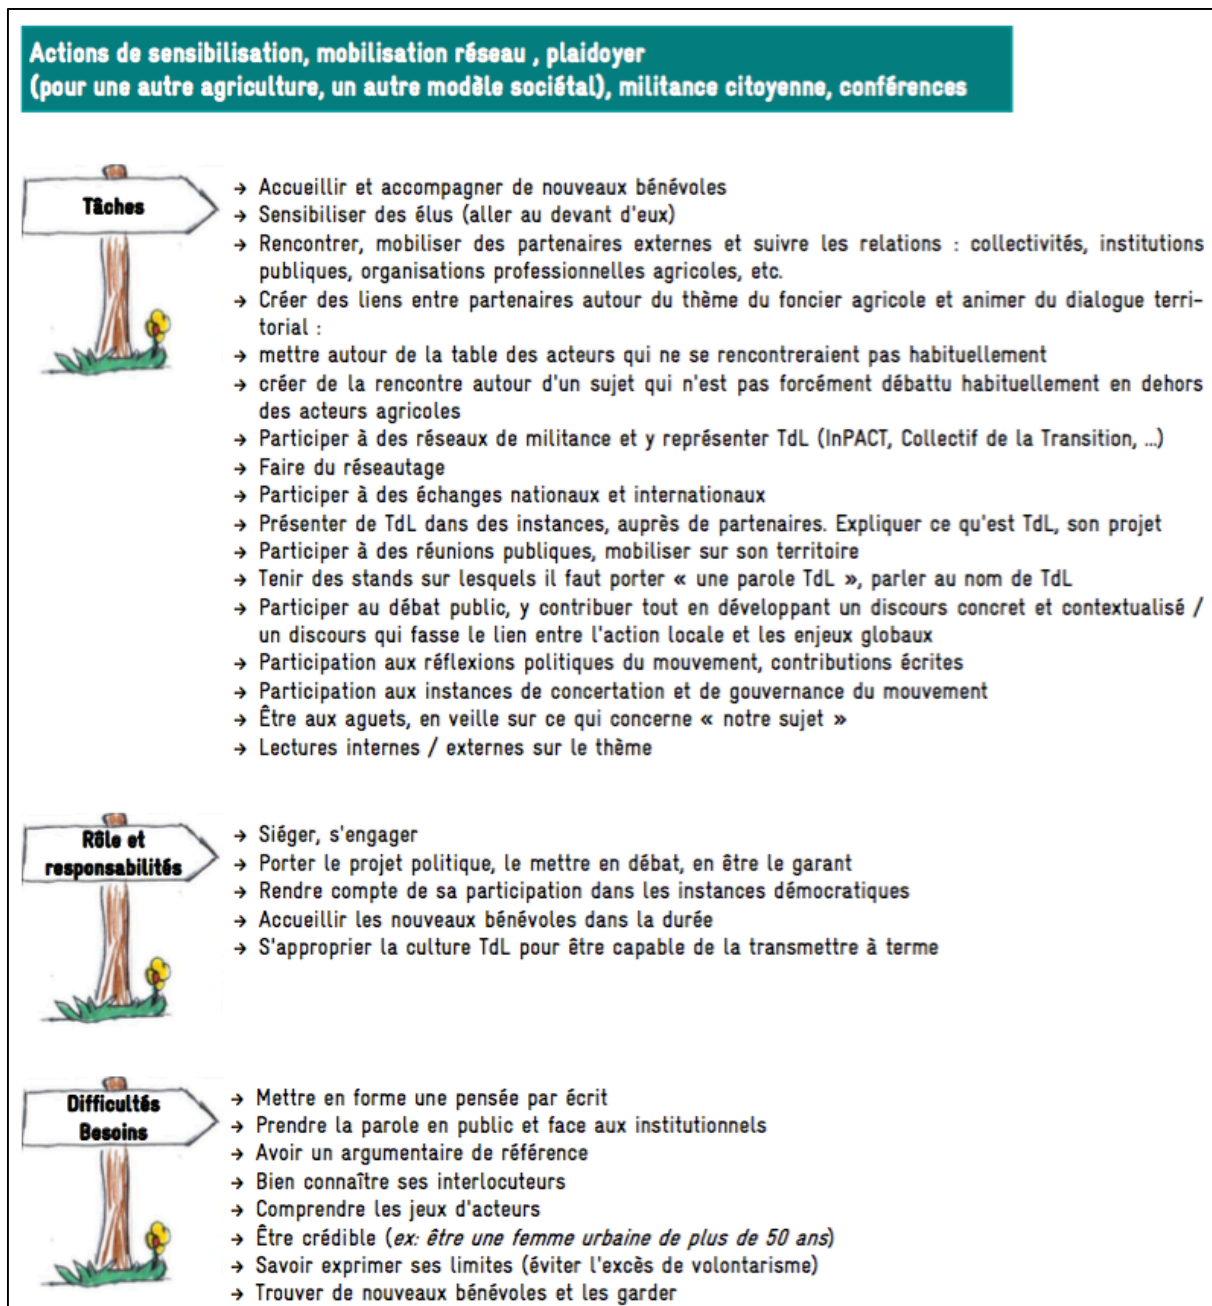 Actions de sensibilisation, mobilisation réseau , plaidoyer
(pour une autre agriculture, un autre modèle sociétal), militance citoyenne, conférences
Tâches
→ Accueillir et accompagner de nouveaux bénévoles
→ Sensibiliser des élus (aller au devant d'eux)
→ Rencontrer, mobiliser des partenaires externes et suivre les relations : collectivités, institutions
publiques, organisations professionnelles agricoles, etc.
→ Créer des liens entre partenaires autour du thème du foncier agricole et animer du dialogue terri-
torial :
→ mettre autour de la table des acteurs qui ne se rencontreraient pas habituellement
→ créer de la rencontre autour d'un sujet qui n'est pas forcément débattu habituellement en dehors
des acteurs agricoles
→ Participer à des réseaux de militance et y représenter TdL (InPACT, Collectif de la Transition, ...)
→ Faire du réseautage
→ Participer à des échanges nationaux et internationaux
→ Présenter de TdL dans des instances, auprès de partenaires. Expliquer ce qu'est TdL, son projet
→ Participer à des réunions publiques, mobiliser sur son territoire
→ Tenir des stands sur lesquels il faut porter « une parole TdL », parler au nom de TdL
→ Participer au débat public, y contribuer tout en développant un discours concret et contextualisé /
un discours qui fasse le lien entre l'action locale et les enjeux globaux
→ Participation aux réflexions politiques du mouvement, contributions écrites
→ Participation aux instances de concertation et de gouvernance du mouvement
→ Être aux aguets, en veille sur ce qui concerne « notre sujet »
→ Lectures internes / externes sur le thème
Rôle et
responsabilités
→ Siéger, s'engager
→ Porter le projet politique, le mettre en débat, en être le garant
→ Rendre compte de sa participation dans les instances démocratiques
→ Accueillir les nouveaux bénévoles dans la durée
→ S'approprier la culture TdL pour être capable de la transmettre à terme
Difficultés
Besoins
→ Mettre en forme une pensée par écrit
→ Prendre la parole en public et face aux institutionnels
→ Avoir un argumentaire de référence
→ Bien connaître ses interlocuteurs
→ Comprendre les jeux d'acteurs
→ Être crédible (ex: être une femme urbaine de plus de 50 ans)
→ Savoir exprimer ses limites (éviter l'excès de volontarisme)
→ Trouver de nouveaux bénévoles et les garder